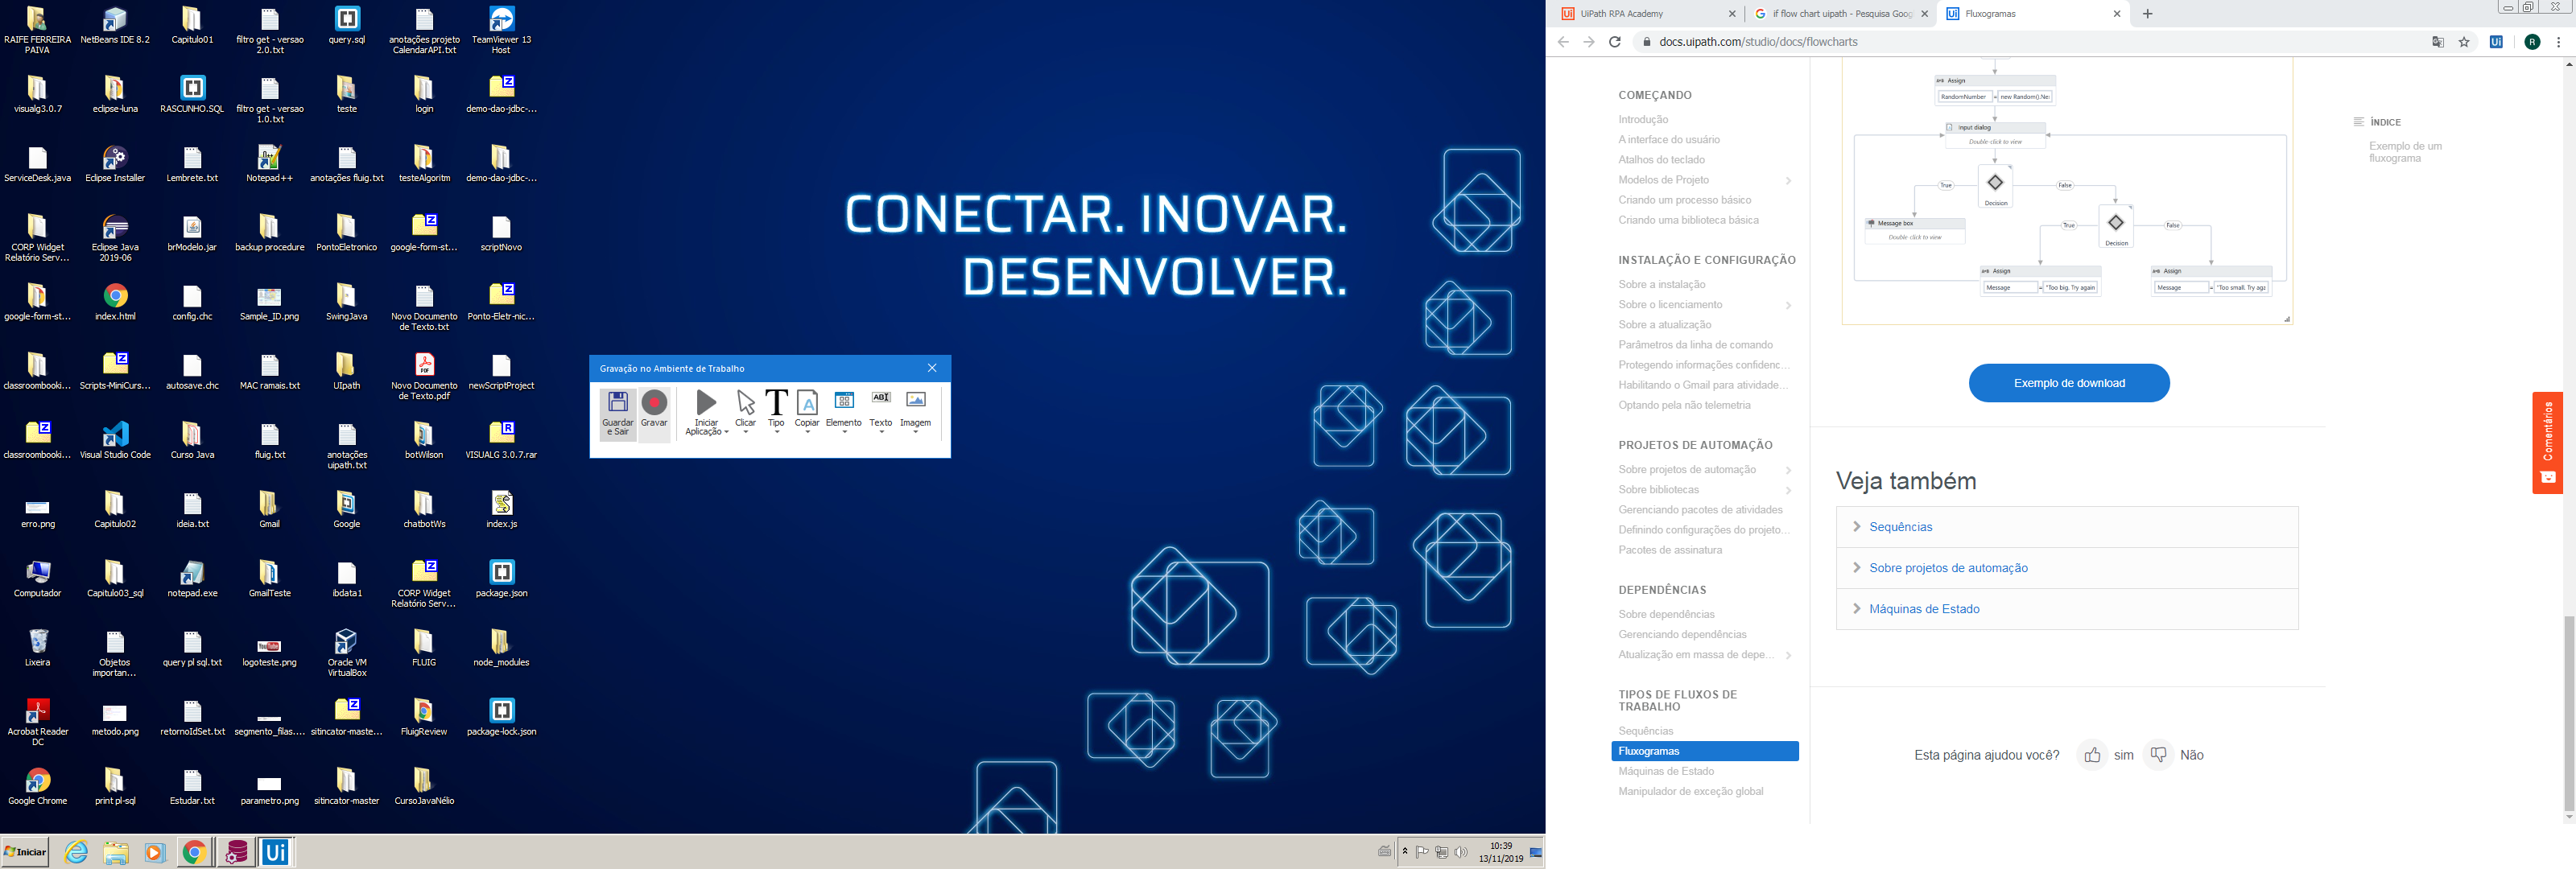 RAIFE FERREIRA
PAIVA
NetBeans IDE 8.2
Capitulo01
filtro get - versao
2.0.txt
query.sql
anotações projeto
CalendarAPI.txt
TeamViewer 13
Host
visualg3.0.7
eclipse-luna
RASCUNHO.SQL
filtro get - versao
1.0.txt
teste
login
demo-dao-jdbc-...
ServiceDesk.java
Eclipse Installer
Lembrete.txt
Notepad++
anotações fluig.txt
testeAlgoritm
demo-dao-jdbc-...
CORP Widget
Relatório Serv...
Eclipse Java
2019-06
brModelo.jar
backup procedure
PontoEletronico
google-form-st...
scriptNovo
google-form-st...
index.html
config.chc
Sample_ID.png
SwingJava
Novo Documento
de Texto.txt
Ponto-Eletr-nic...
classroombooki...
Scripts-MiniCurs...
autosave.chc
MAC ramais.txt
UIpath
Novo Documento
de Texto.pdf
newScriptProject
classroombooki...
Visual Studio Code
Curso Java
fluig.txt
anotações
uipath.txt
botWilson
VISUALG 3.0.7.rar
erro.png
Capitulo02
ideia.txt
Gmail
Google
chatbotWs
index.js
Computador
Capitulo03_sql
notepad.exe
GmailTeste
ibdata1
CORP Widget
Relatório Serv...
package.json
Lixeira
Objetos
importan...
query pl sql.txt
logoteste.png
Oracle VM
VirtualBox
FLUIG
node_modules
Acrobat Reader
DC
metodo.png
retornoIdSet.txt
segmento_filas....
sitincator-master...
FluigReview
package-lock.json
Google Chrome
print pl-sql
Estudar.txt
parametro.png
sitincator-master
CursoJavaNélio
CONECTAR. INOVAR.
DESENVOLVER.
Gravação no Ambiente de Trabalho
Guardar
e Sair
Gravar
Iniciar
Aplicação
Clicar
Tipo
Copiar
Elemento
Texto
Imagem
Iniciar
Ui
10:39
13/11/2019
UiPath RPA Academy
if flow chart uipath - Pesquisa Goog
Fluxogramas
docs.uipath.com/studio/docs/flowcharts
COMEÇANDO
Introdução
A interface do usuário
Atalhos do teclado
Modelos de Projeto
Criando um processo básico
Criando uma biblioteca básica
INSTALAÇÃO E CONFIGURAÇÃO
Sobre a instalação
Sobre o licenciamento
Sobre a atualização
Parâmetros da linha de comando
Protegendo informações confidenc...
Habilitando o Gmail para atividade...
Optando pela não telemetria
PROJETOS DE AUTOMAÇÃO
Sobre projetos de automação
Sobre bibliotecas
Gerenciando pacotes de atividades
Definindo configurações do projeto...
Pacotes de assinatura
DEPENDÊNCIAS
Sobre dependências
Gerenciando dependências
Atualização em massa de depe...
TIPOS DE FLUXOS DE
TRABALHO
Sequências
Fluxogramas
Máquinas de Estado
Manipulador de exceção global
Assign
RandomNumber = new Random().Ne
Input dialog
Double-click to view
True
False
Decision
Message box
Double-click to view
True
False
Decision
Assign
Message = "Too big. Try again
Assign
Message = "Too small. Try aga
Exemplo de download
Veja também
Sequências
Sobre projetos de automação
Máquinas de Estado
Esta página ajudou você? sim Não
ÍNDICE
Exemplo de um
fluxograma
Comentários